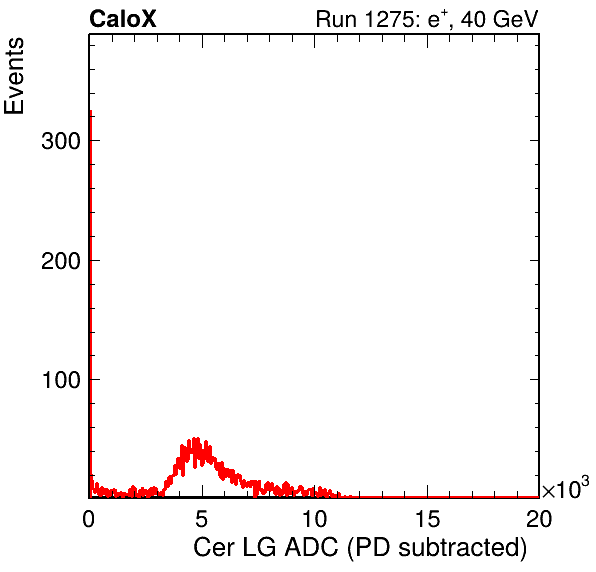 CaloX Run 1275: e⁺, 40 GeV
Events
300
200
100
0 5 10 15 20
×10³
Cer LG ADC (PD subtracted)